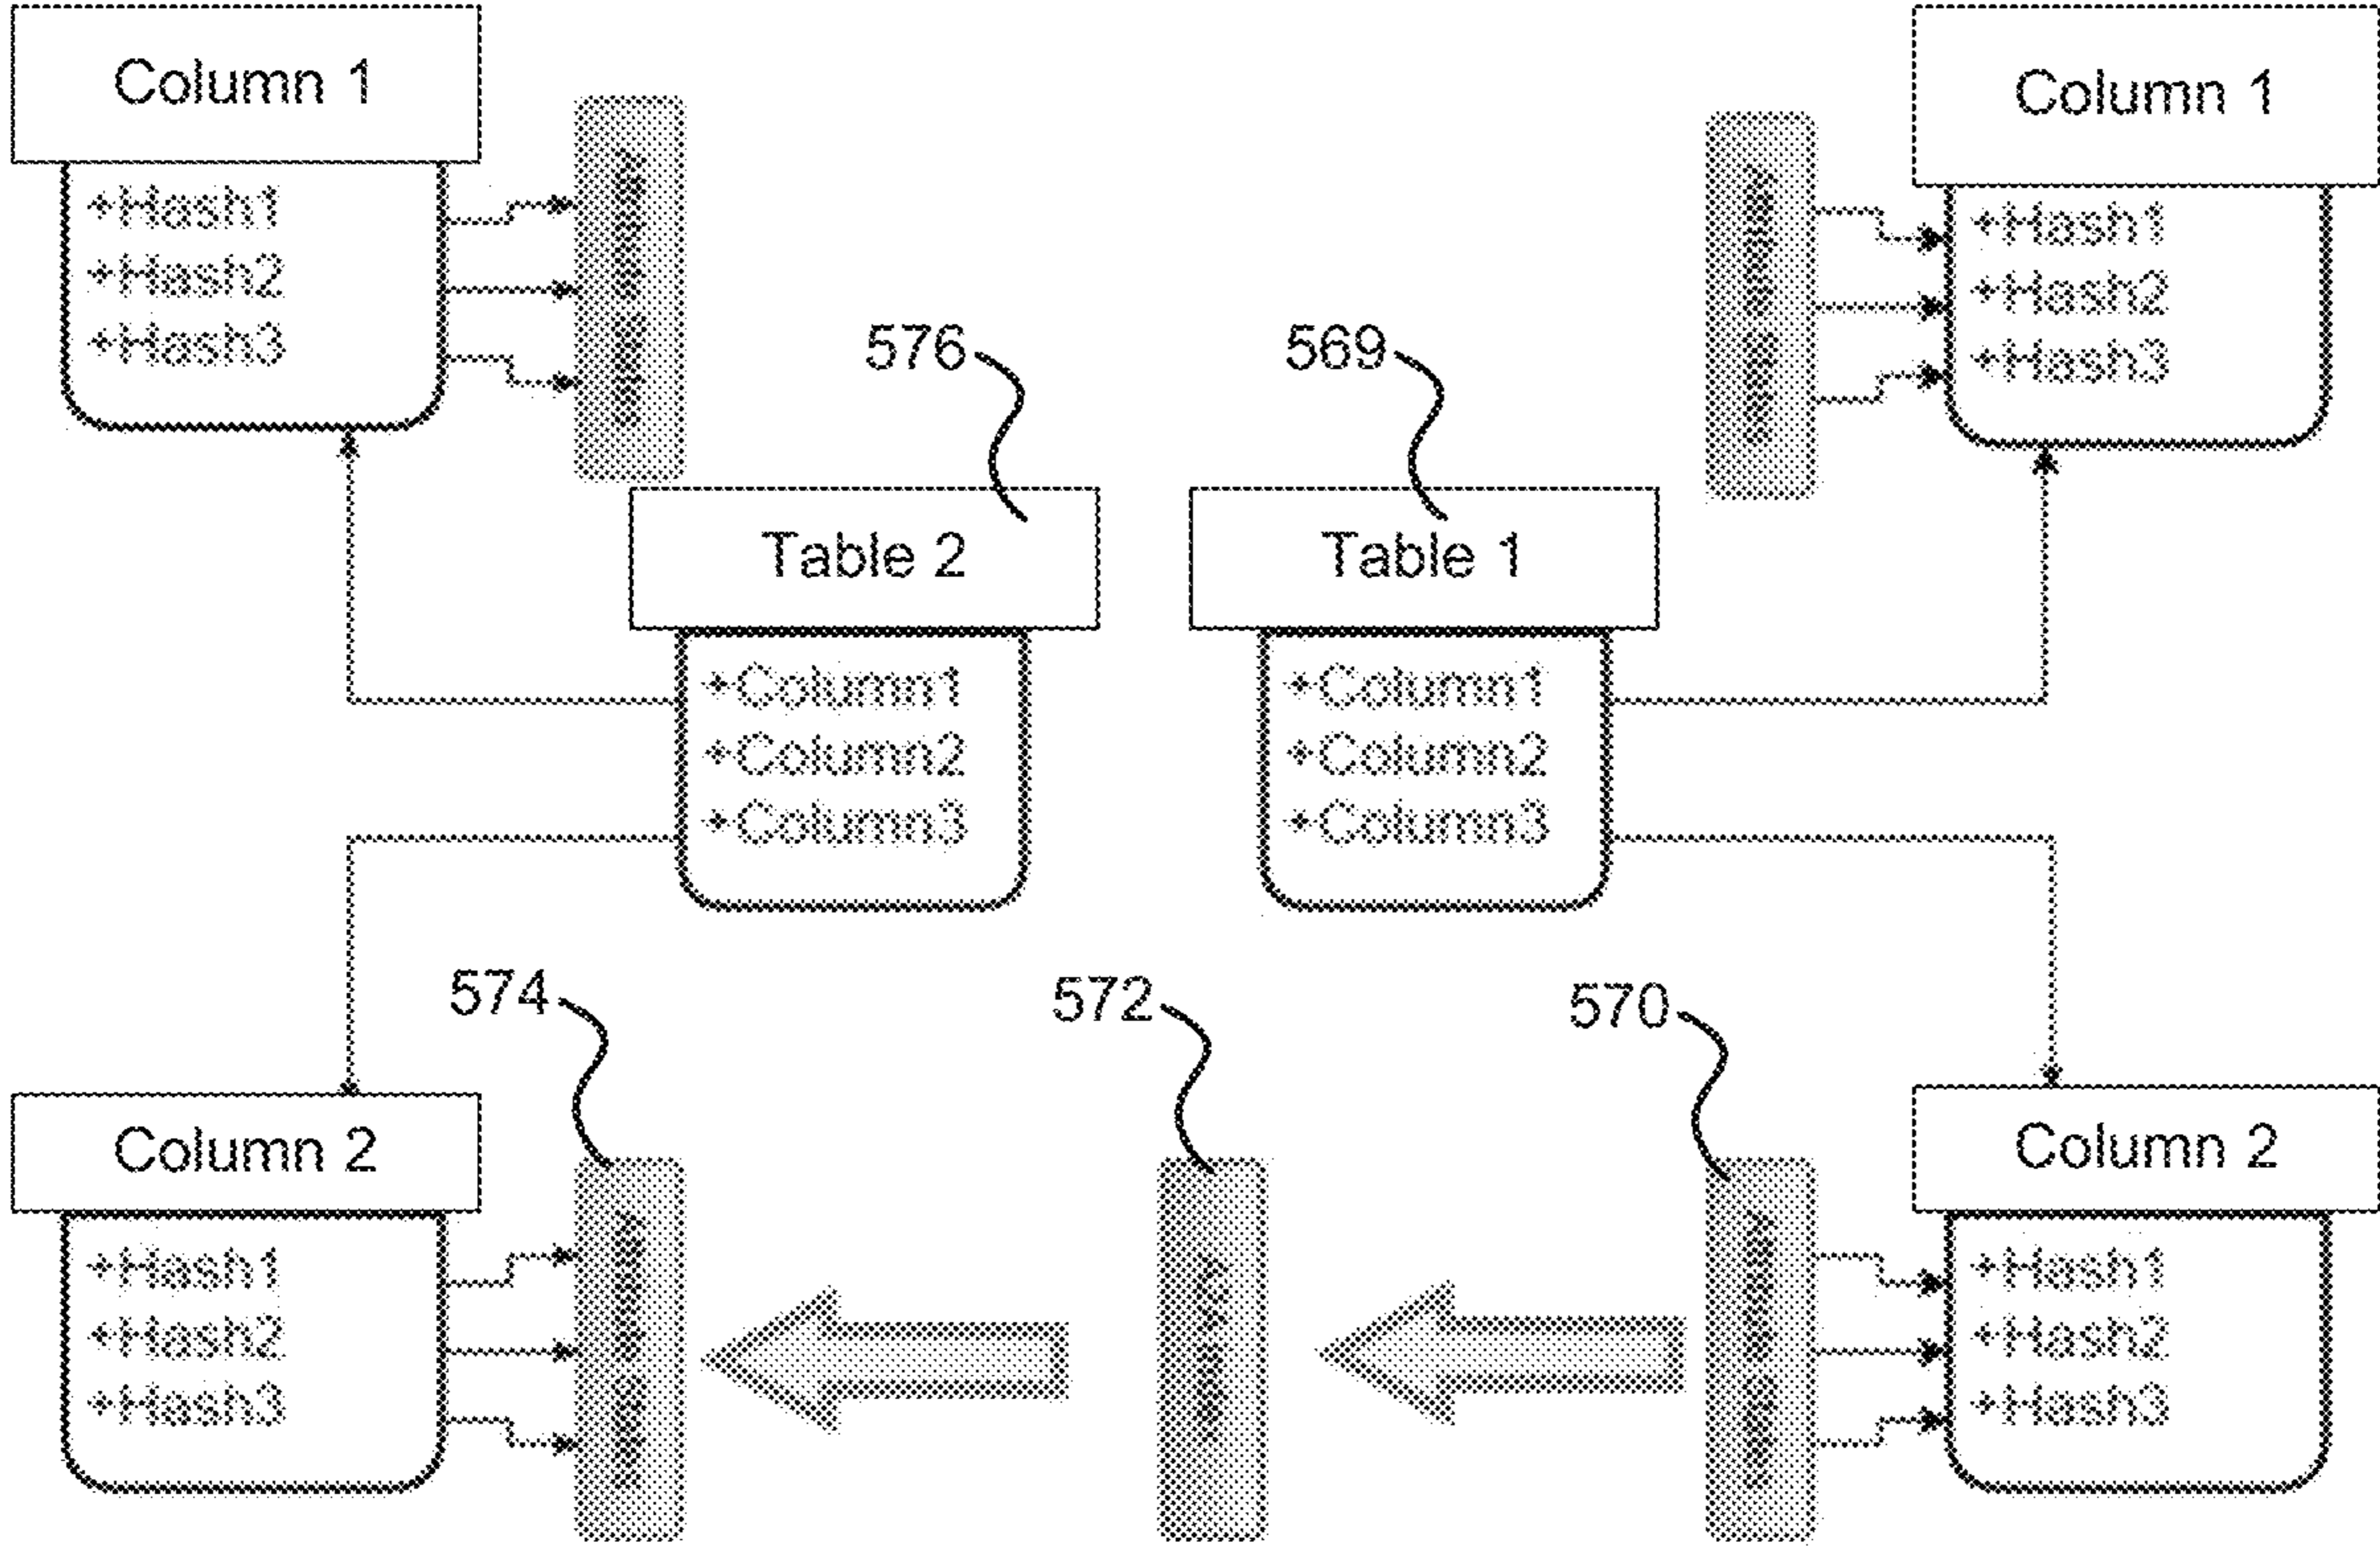 Column 1
+Hash1
+Hash2
+Hash3
Column 1
+Hash1
+Hash2
+Hash3
576
569
Table 2
+Column1
+Column2
+Column3
Table 1
+Column1
+Column2
+Column3
574
572
570
Column 2
+Hash1
+Hash2
+Hash3
Column 2
+Hash1
+Hash2
+Hash3